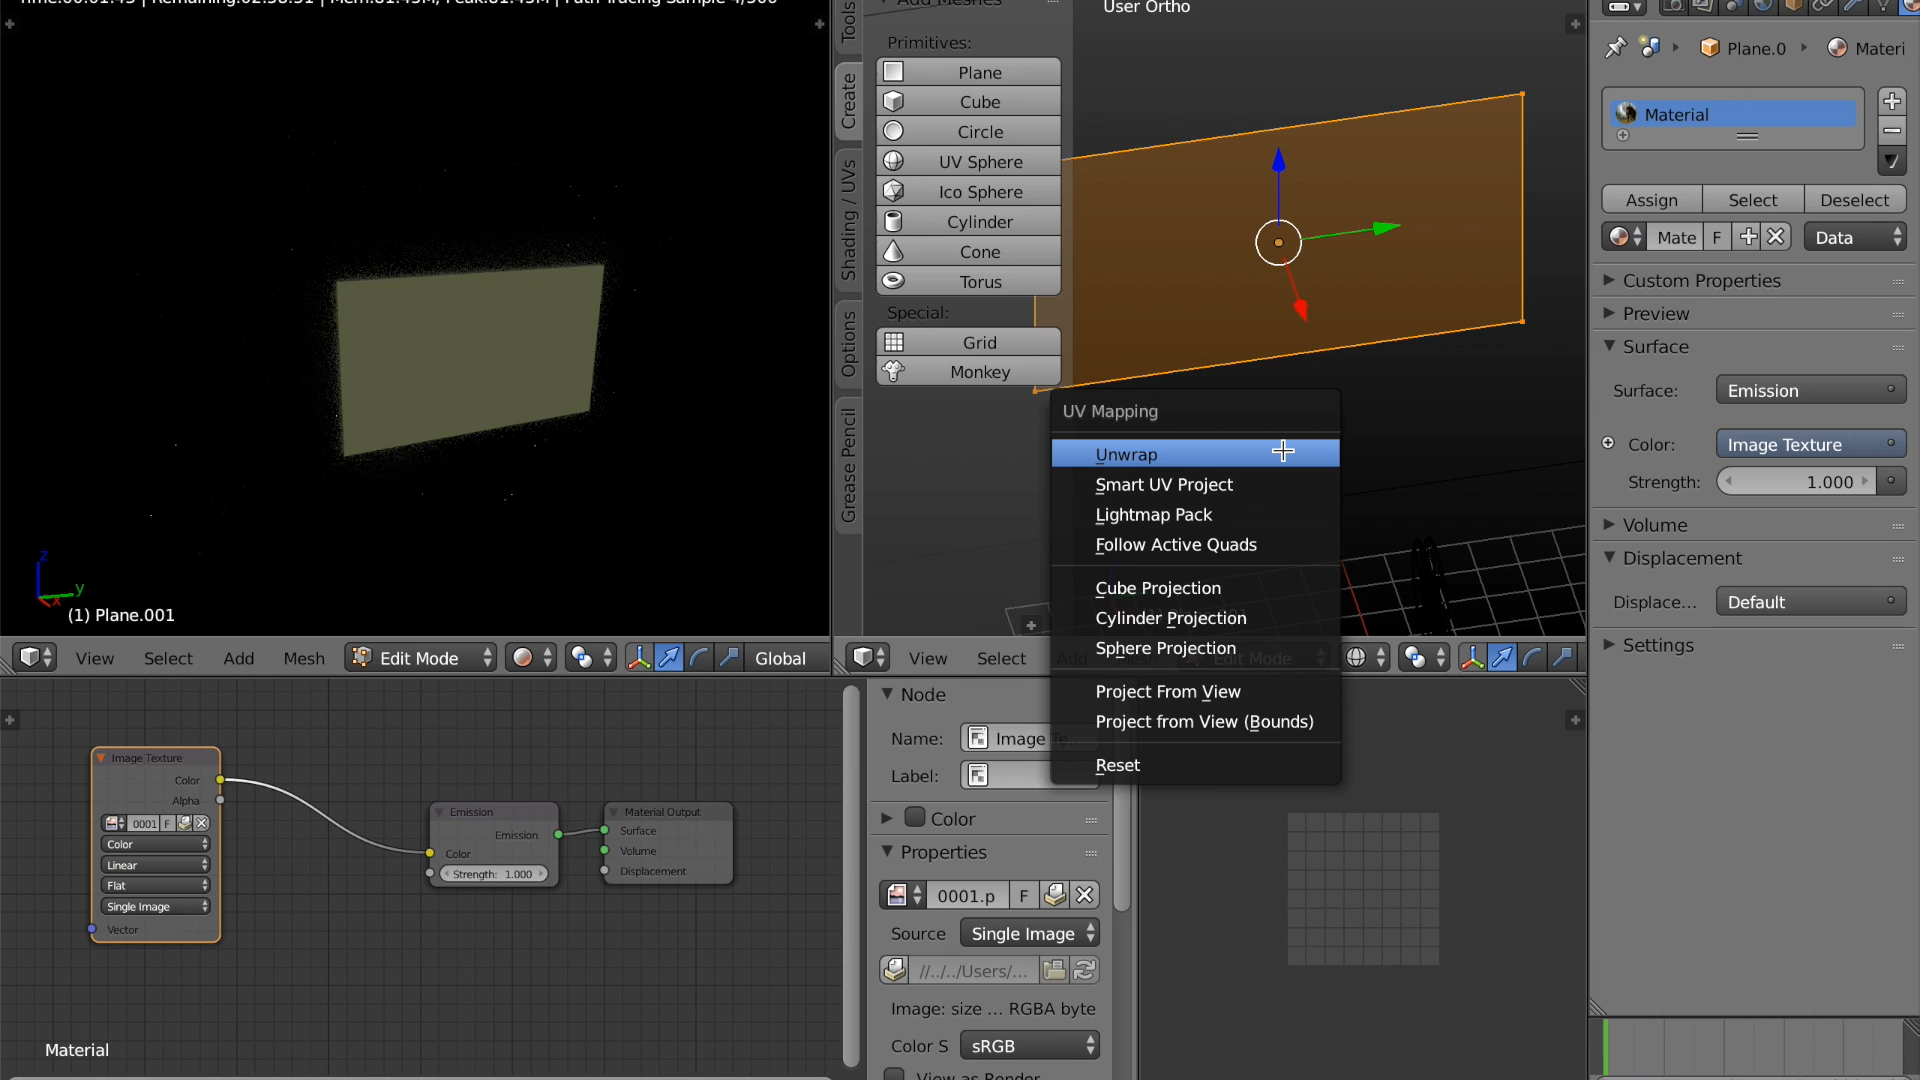 Time:00:01.45 | Remaining:02:58.51 | Mem:81.45M, Peak:81.45M | Path Tracing Sample 4/500
(1) Plane.001
View
Select
Add
Mesh
Edit Mode
Global
Tools
Create
Shading / UVs
Options
Grease Pencil
Add Meshes
Primitives:
Plane
Cube
Circle
UV Sphere
Ico Sphere
Cylinder
Cone
Torus
Special:
Grid
Monkey
User Ortho
UV Mapping
Unwrap
Smart UV Project
Lightmap Pack
Follow Active Quads
Cube Projection
Cylinder Projection
Sphere Projection
Project From View
Project from View (Bounds)
Reset
View
Select
Add
Edit Mode
Plane.0
Materi
Material
Assign
Select
Deselect
Mate
F
Data
Custom Properties
Preview
Surface
Surface:
Emission
Color:
Image Texture
Strength:
1.000
Volume
Displacement
Displace...
Default
Settings
Image Texture
Color
Alpha
0001
F
Color
Linear
Flat
Single Image
Vector
Emission
Emission
Color
Strength: 1.000
Material Output
Surface
Volume
Displacement
Material
Node
Name:
Image Te...
Label:
Color
Properties
0001.p
F
Source
Single Image
//../../Users/...
Image: size ... RGBA byte
Color S
sRGB
View as Render
z
y
x